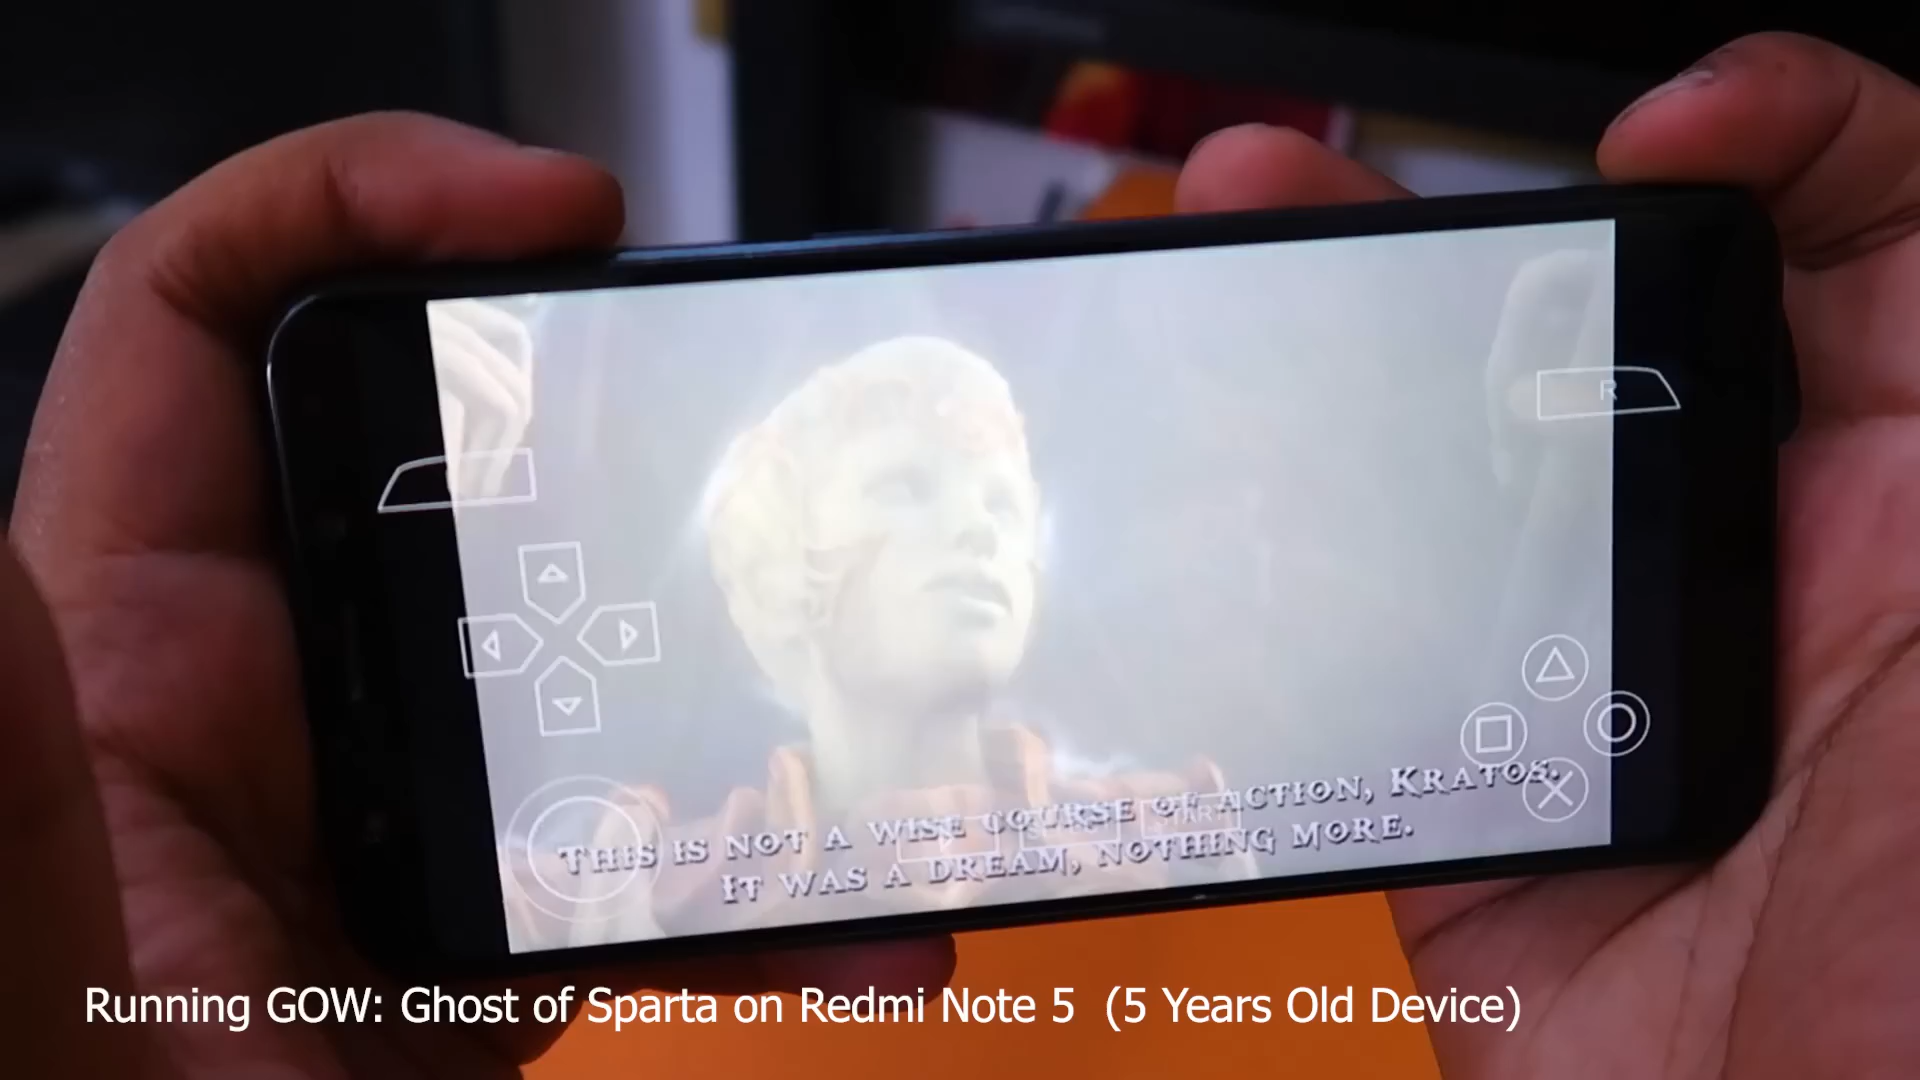 R
THIS IS NOT A WISE COURSE OF ACTION, KRATOS.
START
IT WAS A DREAM, NOTHING MORE.
Running GOW: Ghost of Sparta on Redmi Note 5 (5 Years Old Device)